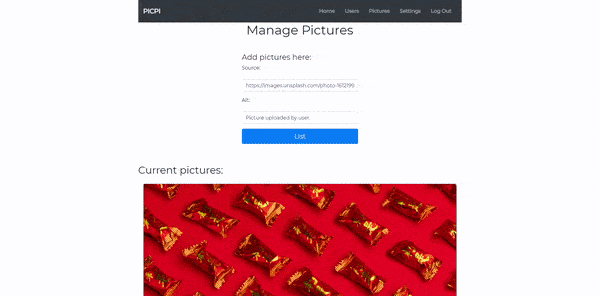 PICPI
Home Users Pictures Settings Log Out
Manage Pictures
Add pictures here:
Source:
https://images.unsplash.com/photo-1612199
Alt:
Picture uploaded by user.
List
Current pictures: